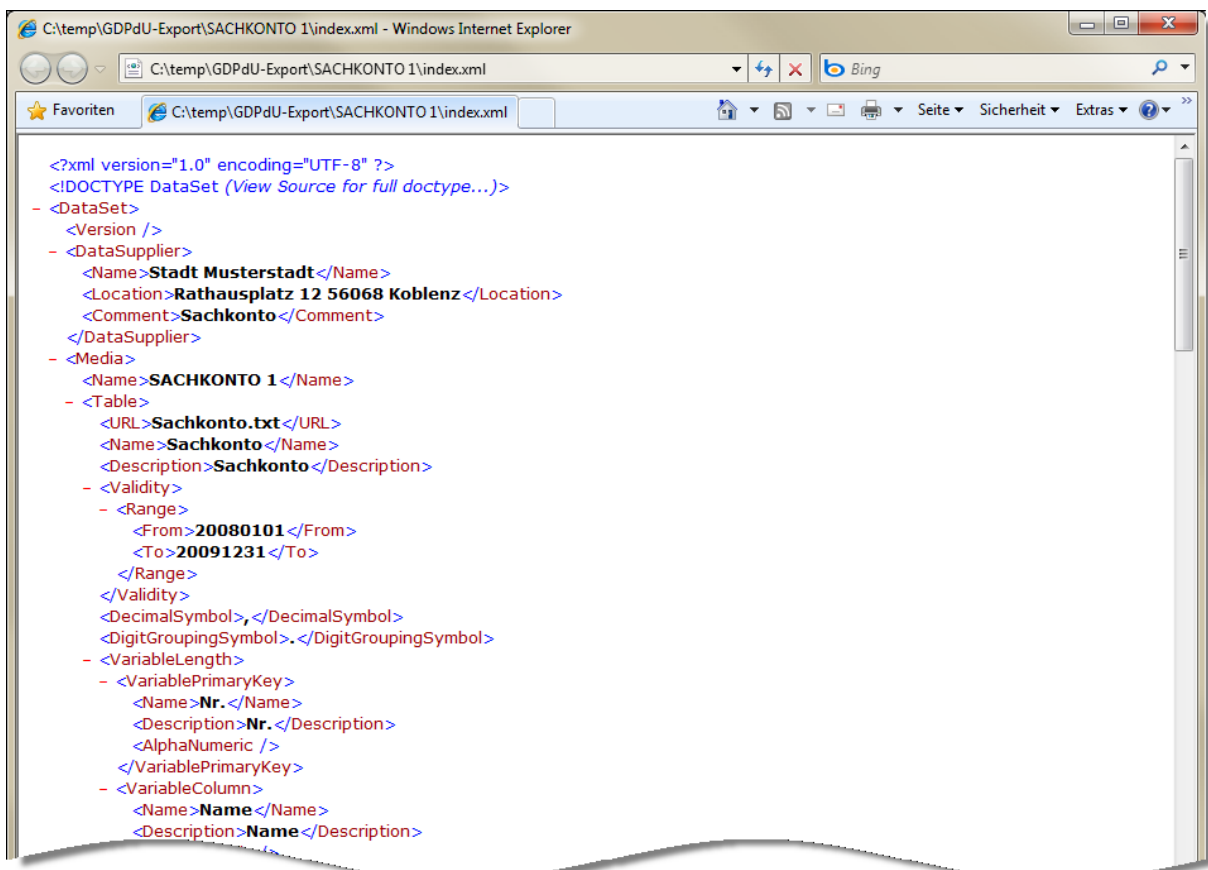 C:\temp\GDPdU-Export\SACHKONTO 1\index.xml - Windows Internet Explorer
C:\temp\GDPdU-Export\SACHKONTO 1\index.xml
Bing
Favoriten
C:\temp\GDPdU-Export\SACHKONTO 1\index.xml
Seite
Sicherheit
Extras
<?xml version="1.0" encoding="UTF-8" ?>
<!DOCTYPE DataSet (View Source for full doctype...)>
- <DataSet>
<Version />
- <DataSupplier>
<Name>Stadt Musterstadt</Name>
<Location>Rathausplatz 12 56068 Koblenz</Location>
<Comment>Sachkonto</Comment>
</DataSupplier>
- <Media>
<Name>SACHKONTO 1</Name>
- <Table>
<URL>Sachkonto.txt</URL>
<Name>Sachkonto</Name>
<Description>Sachkonto</Description>
- <Validity>
- <Range>
<From>20080101</From>
<To>20091231</To>
</Range>
</Validity>
<DecimalSymbol>,</DecimalSymbol>
<DigitGroupingSymbol>.</DigitGroupingSymbol>
- <VariableLength>
- <VariablePrimaryKey>
<Name>Nr.</Name>
<Description>Nr.</Description>
<AlphaNumeric />
</VariablePrimaryKey>
- <VariableColumn>
<Name>Name</Name>
<Description>Name</Description>